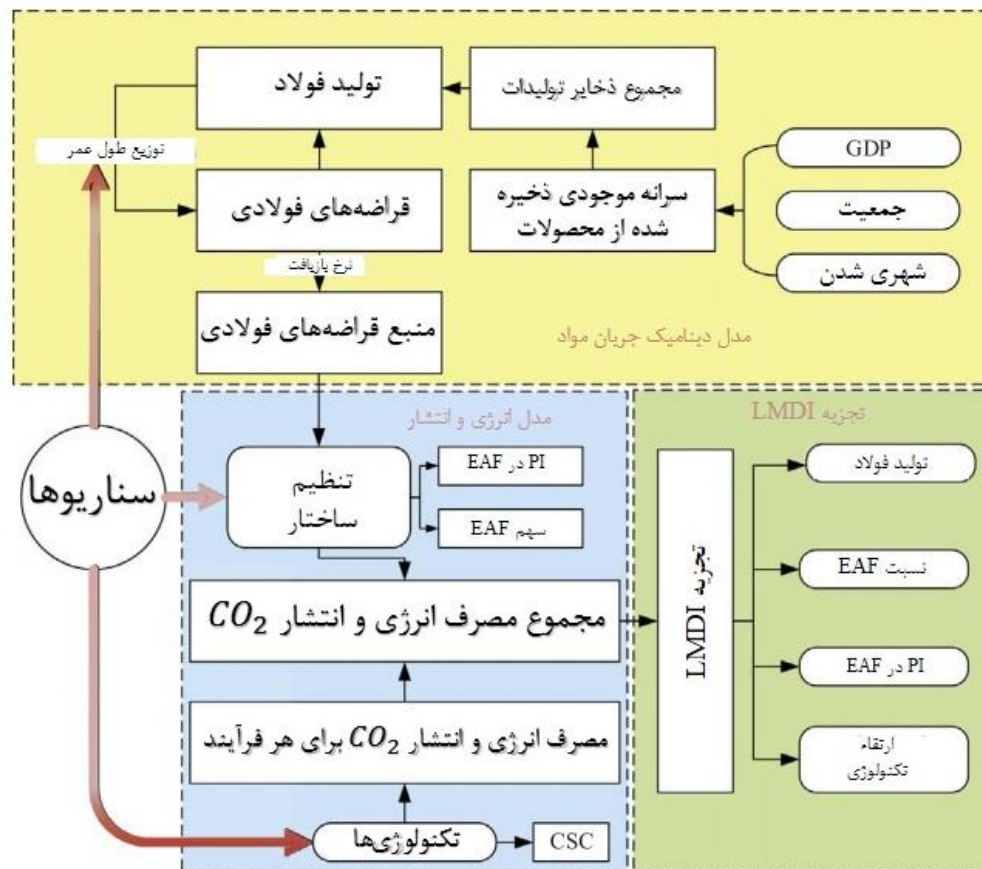 تولید فولاد
مجموع ذخایر تولیدات
GDP
توزیع طول عمر
قراضه‌های فولادی
سرانه موجودی ذخیره
شده از محصولات
جمعیت
شهری شدن
نرخ بازیافت
منبع قراضه‌های فولادی
مدل دینامیک جریان مواد
مدل انرژی و انتشار
تجزیه LMDI
سناریوها
تنظیم
ساختار
PI در EAF
سهم EAF
مجموع مصرف انرژی و انتشار CO2
مصرف انرژی و انتشار CO2 برای هر فرآیند
تکنولوژی‌ها
CSC
تجزیه LMDI
تولید فولاد
نسبت EAF
PI در EAF
ارتقاء
تکنولوژی